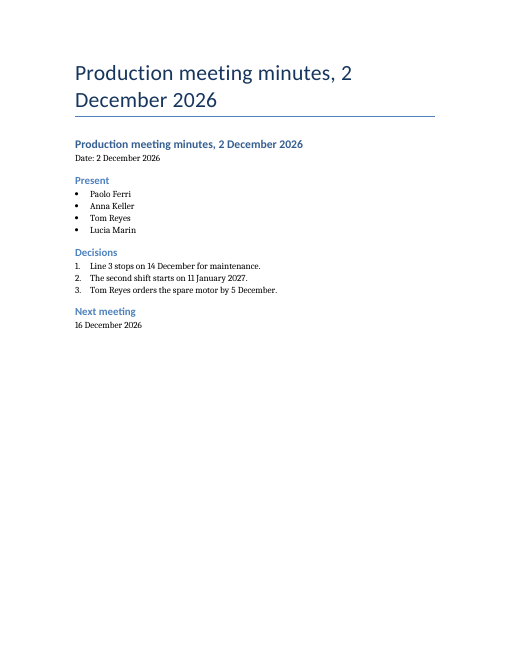 Production meeting minutes, 2
December 2026
Production meeting minutes, 2 December 2026
Date: 2 December 2026
Present
• Paolo Ferri
• Anna Keller
• Tom Reyes
• Lucia Marin
Decisions
1. Line 3 stops on 14 December for maintenance.
2. The second shift starts on 11 January 2027.
3. Tom Reyes orders the spare motor by 5 December.
Next meeting
16 December 2026